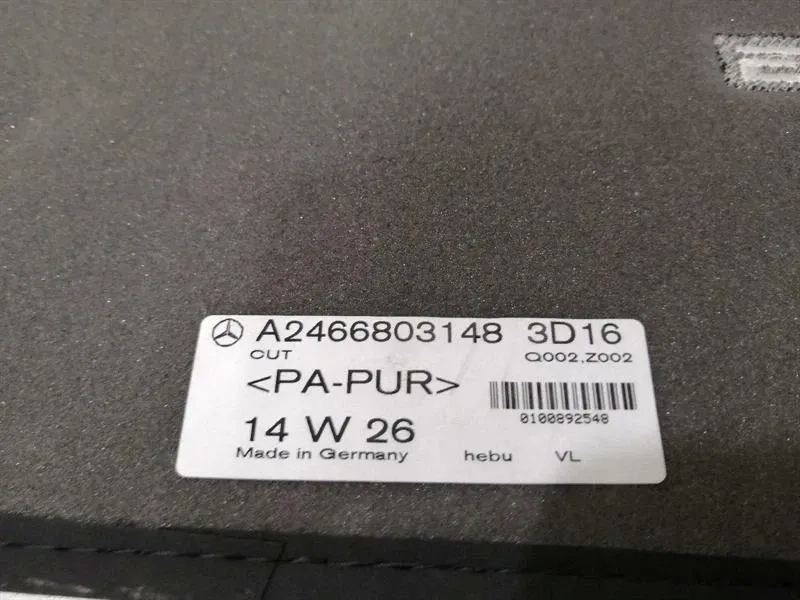 A2466803148 3D16
CUT Q002,Z002
<PA-PUR>
0100892548
14 W 26
Made in Germany hebu VL